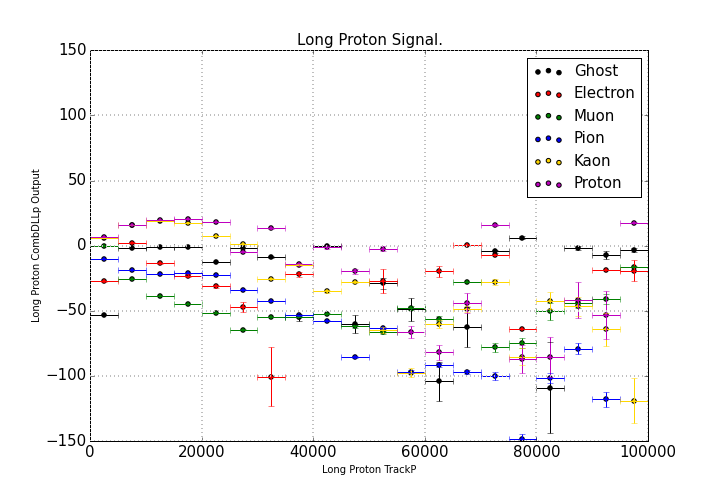 Long Proton Signal.
150
100
50
0
−50
−100
−150
Long Proton CombDLLp Output
Ghost
Electron
Muon
Pion
Kaon
Proton
0 20000 40000 60000 80000 100000
Long Proton TrackP